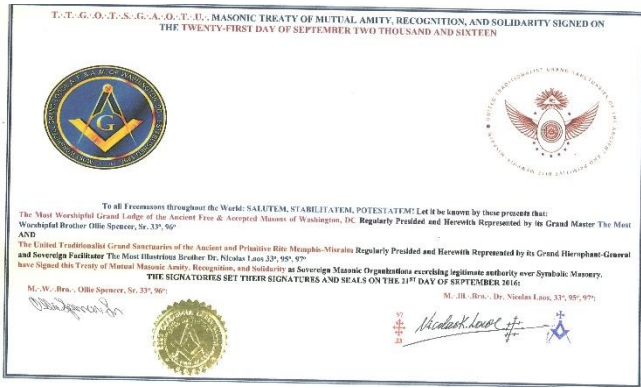 T.·.T.·.G.·.O.·.T.·.S.·.G.·.A.·.O.·.T.·.U.·. MASONIC TREATY OF MUTUAL AMITY, RECOGNITION, AND SOLIDARITY SIGNED ON
THE TWENTY-FIRST DAY OF SEPTEMBER TWO THOUSAND AND SIXTEEN
G
To all Freemasons throughout the World: SALUTEM, STABILITATEM, POTESTATEM! Let it be known by these presents that:
The Most Worshipful Grand Lodge of the Ancient Free & Accepted Masons of Washington, DC Regularly Presided and Herewith Represented by its Grand Master The Most
Worshipful Brother Ollie Spencer, Sr. 33°, 96°
AND
The United Traditionalist Grand Sanctuaries of the Ancient and Primitive Rite Memphis-Misraim Regularly Presided and Herewith Represented by its Grand Hierophant-General
and Sovereign Facilitator The Most Illustrious Brother Dr. Nicolas Laos 33°, 95°, 97°
have Signed this Treaty of Mutual Masonic Amity, Recognition, and Solidarity as Sovereign Masonic Organizations exercising legitimate authority over Symbolic Masonry.
THE SIGNATORIES SET THEIR SIGNATURES AND SEALS ON THE 21ST DAY OF SEPTEMBER 2016:
M.·.W.·.Bro.·. Ollie Spencer, Sr. 33°, 96°:
M.·.Ill.·.Bro.·. Dr. Nicolas Laos, 33°, 95°, 97°:
Ollie Spencer Sr
97
Nicolas K. Laos
33